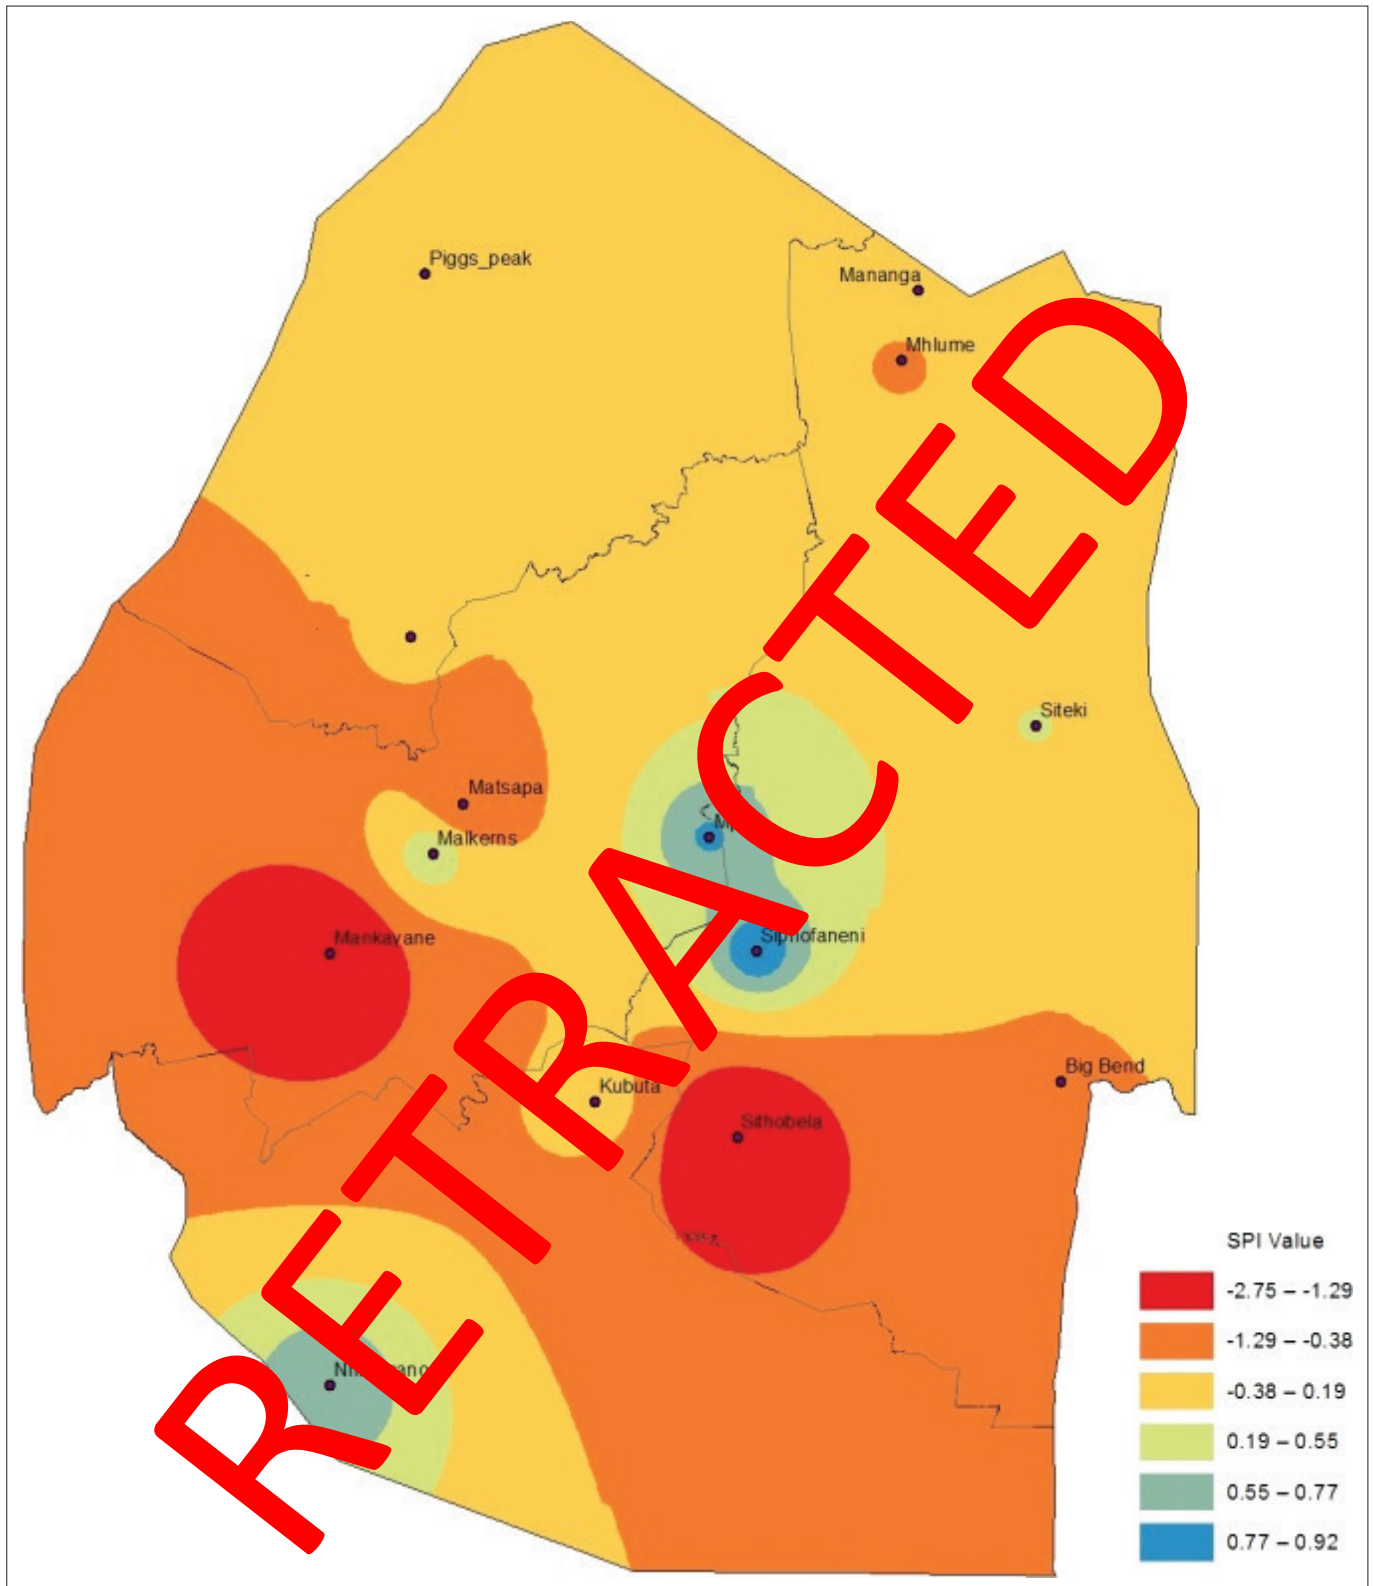 Piggs_peak
Mananga
Mhlume
Siteki
Matsapa
Malkerns
Mankayane
Siphofaneni
Big Bend
Kubuta
Sithobela
RETRACTED
SPI Value
-2.75 – -1.29
-1.29 – -0.38
-0.38 – 0.19
0.19 – 0.55
0.55 – 0.77
0.77 – 0.92